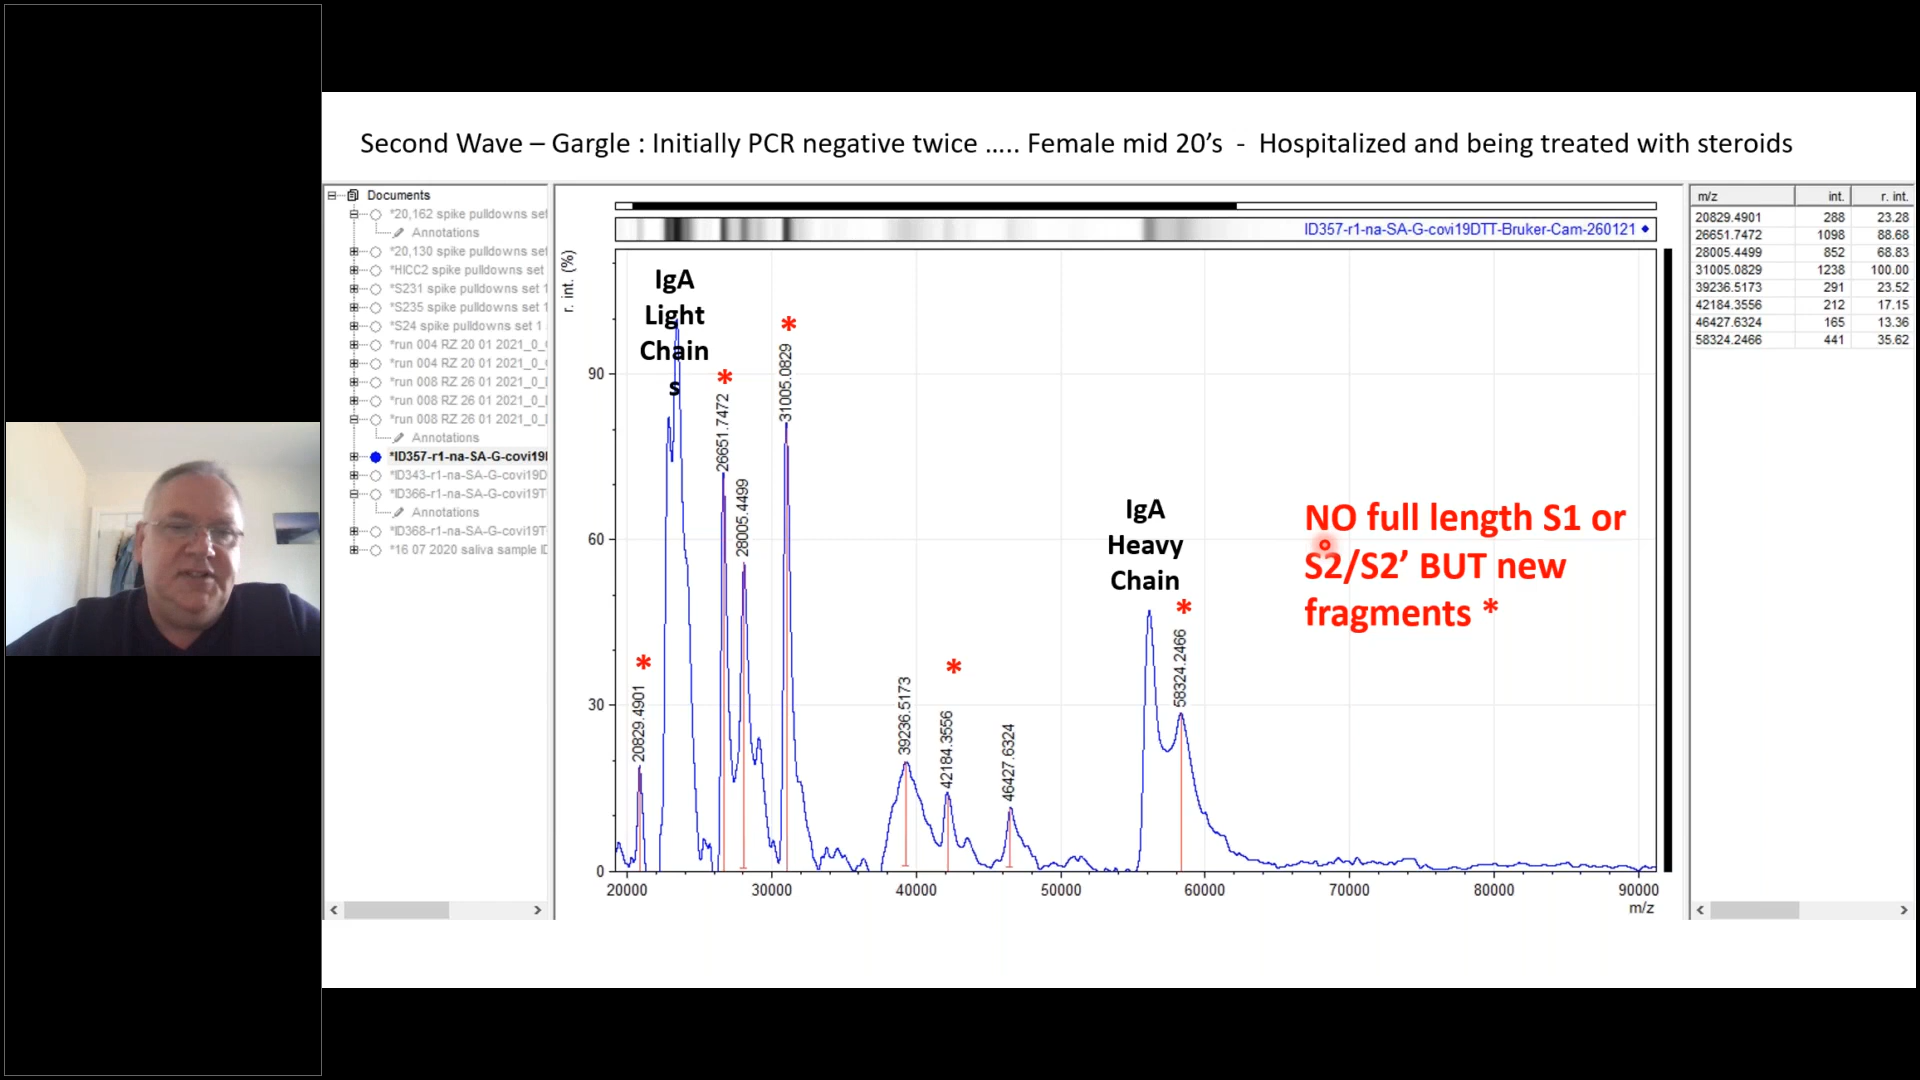 Second Wave – Gargle : Initially PCR negative twice ..... Female mid 20's - Hospitalized and being treated with steroids
Documents
*20,162 spike pulldowns set
Annotations
*20,130 spike pulldowns set
*HICC2 spike pulldowns set
*S231 spike pulldowns set 1
*S235 spike pulldowns set 1
*S24 spike pulldowns set 1
*run 004 RZ 20 01 2021_0_
*run 004 RZ 20 01 2021_0_
*run 008 RZ 26 01 2021_0_
*run 008 RZ 26 01 2021_0_
*run 008 RZ 26 01 2021_0_
Annotations
*ID357-r1-na-SA-G-covi19
*ID343-r1-na-SA-G-covi19D
*ID366-r1-na-SA-G-covi19T
Annotations
*ID368-r1-na-SA-G-covi19T
*16 07 2020 saliva sample ID
ID357-r1-na-SA-G-covi19DTT-Bruker-Cam-260121
r. int. (%)
90
60
30
0
IgA
Light
Chain
s
*
*
*
*
*
20829.4901
26651.7472
28005.4499
31005.0829
39236.5173
42184.3556
46427.6324
58324.2466
IgA
Heavy
Chain
NO full length S1 or
S2/S2’ BUT new
fragments *
20000 30000 40000 50000 60000 70000 80000 90000
m/z
m/z int. r. int.
20829.4901 288 23.28
26651.7472 1098 88.68
28005.4499 852 68.83
31005.0829 1238 100.00
39236.5173 291 23.52
42184.3556 212 17.15
46427.6324 165 13.36
58324.2466 441 35.62